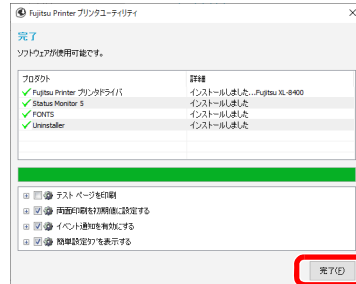 Fujitsu Printer プリンタユーティリティ
完了
ソフトウェアが使用可能です。
プロダクト 詳細
Fujitsu Printer プリンタドライバ インストールしました...Fujitsu XL-8400
Status Monitor 5 インストールしました
FONTS インストールしました
Uninstaller インストールしました
テスト ページを印刷
両面印刷を初期値に設定する
イベント通知を有効にする
簡単設定タブを表示する
完了(F)